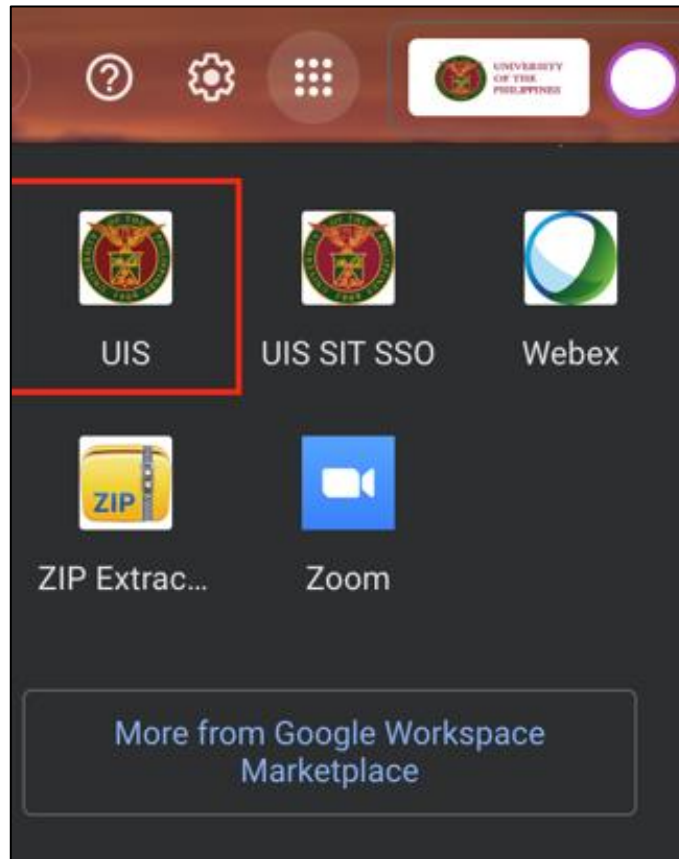 UNIVERSITY
OF THE
PHILIPPINES
UIS
UIS SIT SSO
Webex
ZIP
ZIP Extrac...
Zoom
More from Google Workspace
Marketplace